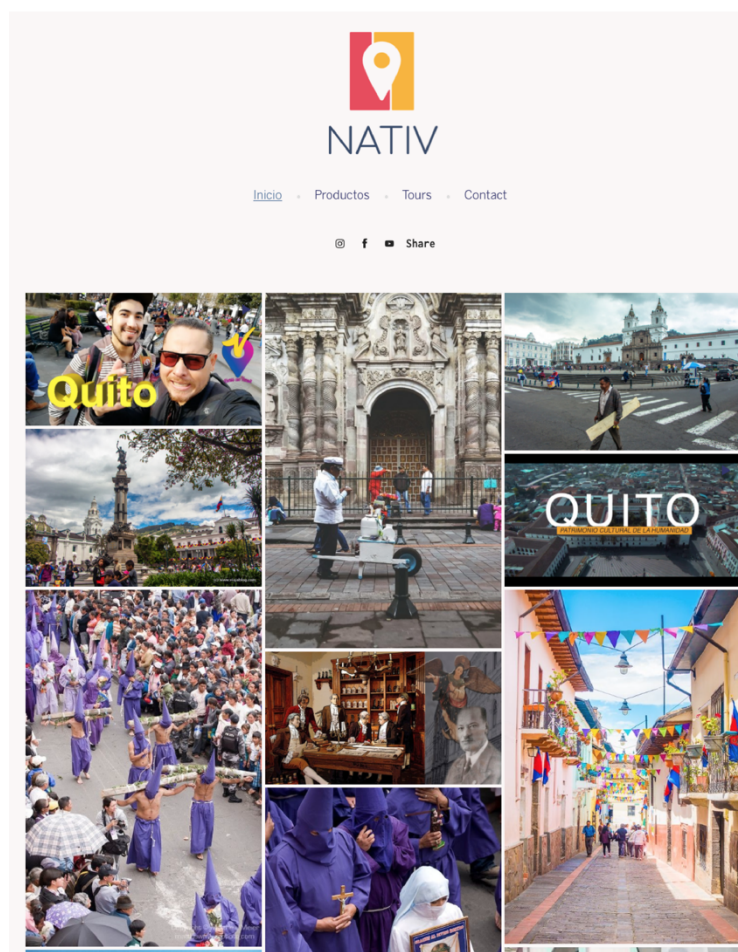 NATIV
Inicio
Productos
Tours
Contact
Share
Quito
QUITO
PATRIMONIO CULTURAL DE LA HUMANIDAD